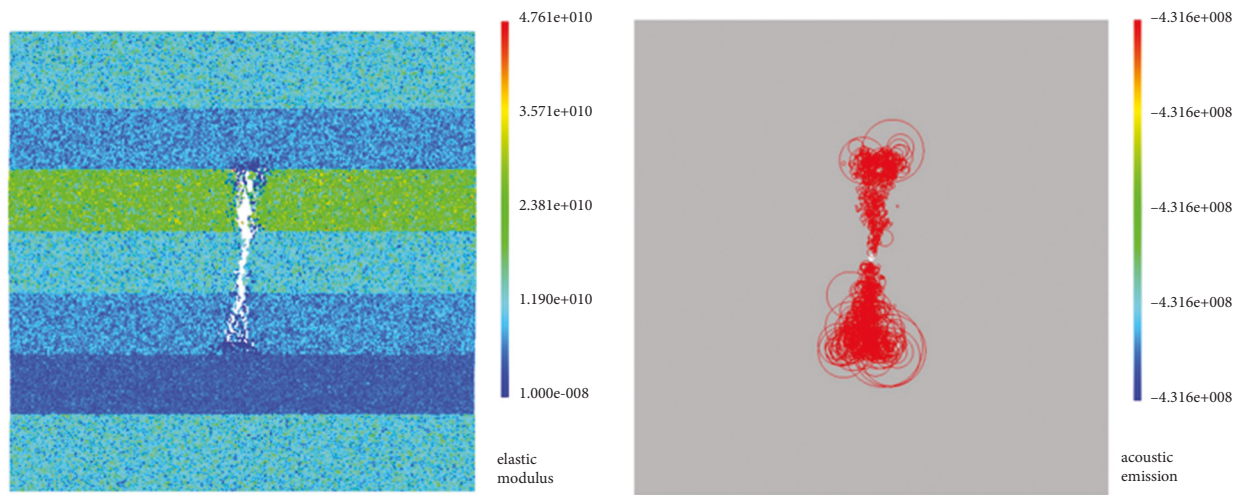 4.761e+010
3.571e+010
2.381e+010
1.190e+010
1.000e-008
elastic
modulus
−4.316e+008
−4.316e+008
−4.316e+008
−4.316e+008
−4.316e+008
acoustic
emission